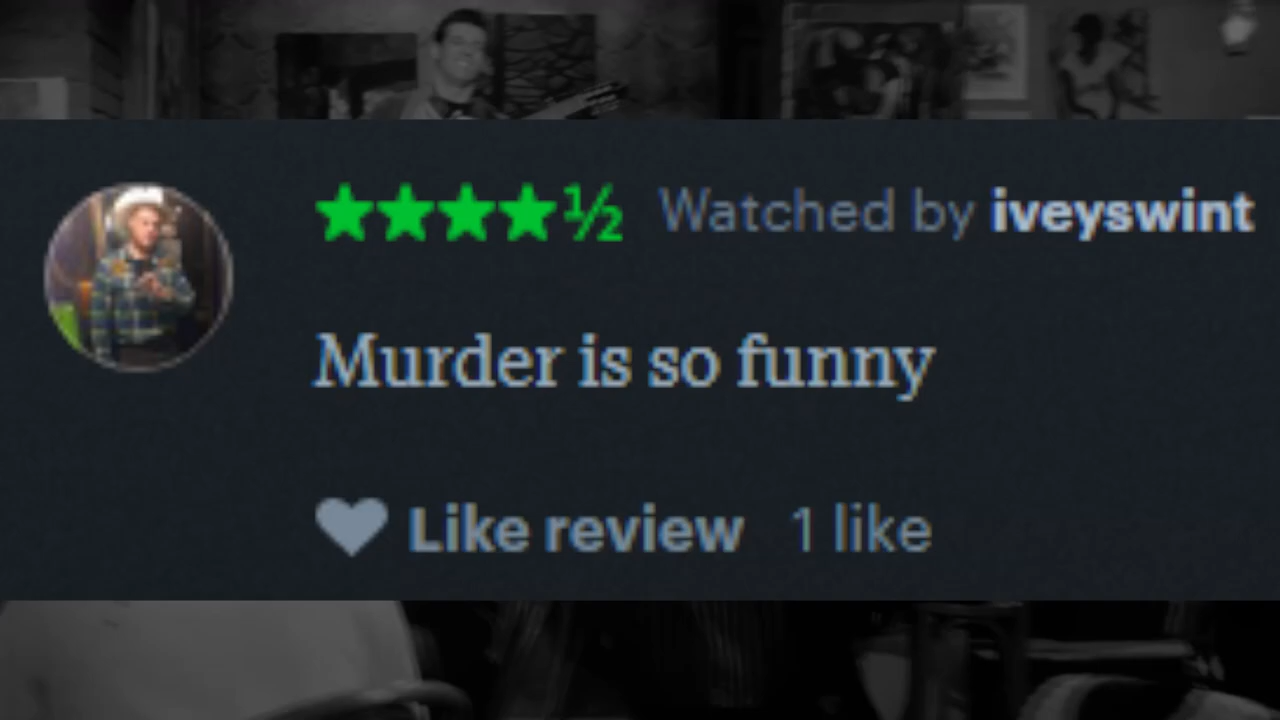 ★★★★½ Watched by iveyswint
Murder is so funny
Like review 1 like